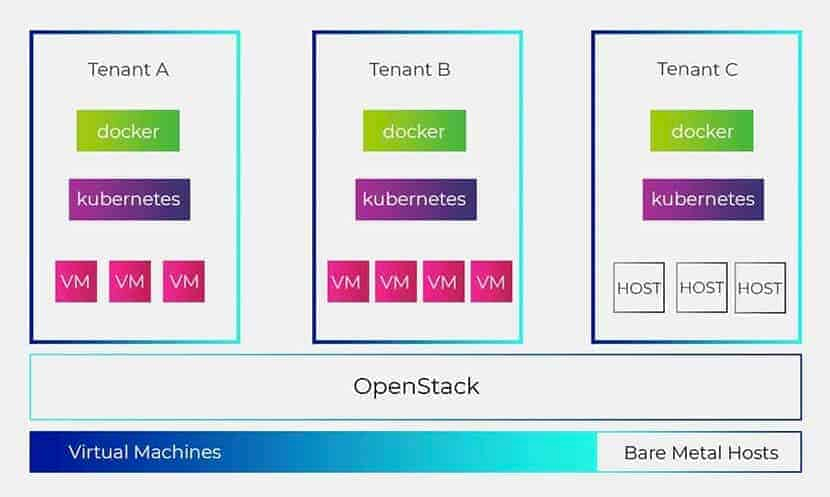 Tenant A
docker
kubernetes
VM VM VM
Tenant B
docker
kubernetes
VM VM VM VM
Tenant C
docker
kubernetes
HOST HOST HOST
OpenStack
Virtual Machines
Bare Metal Hosts